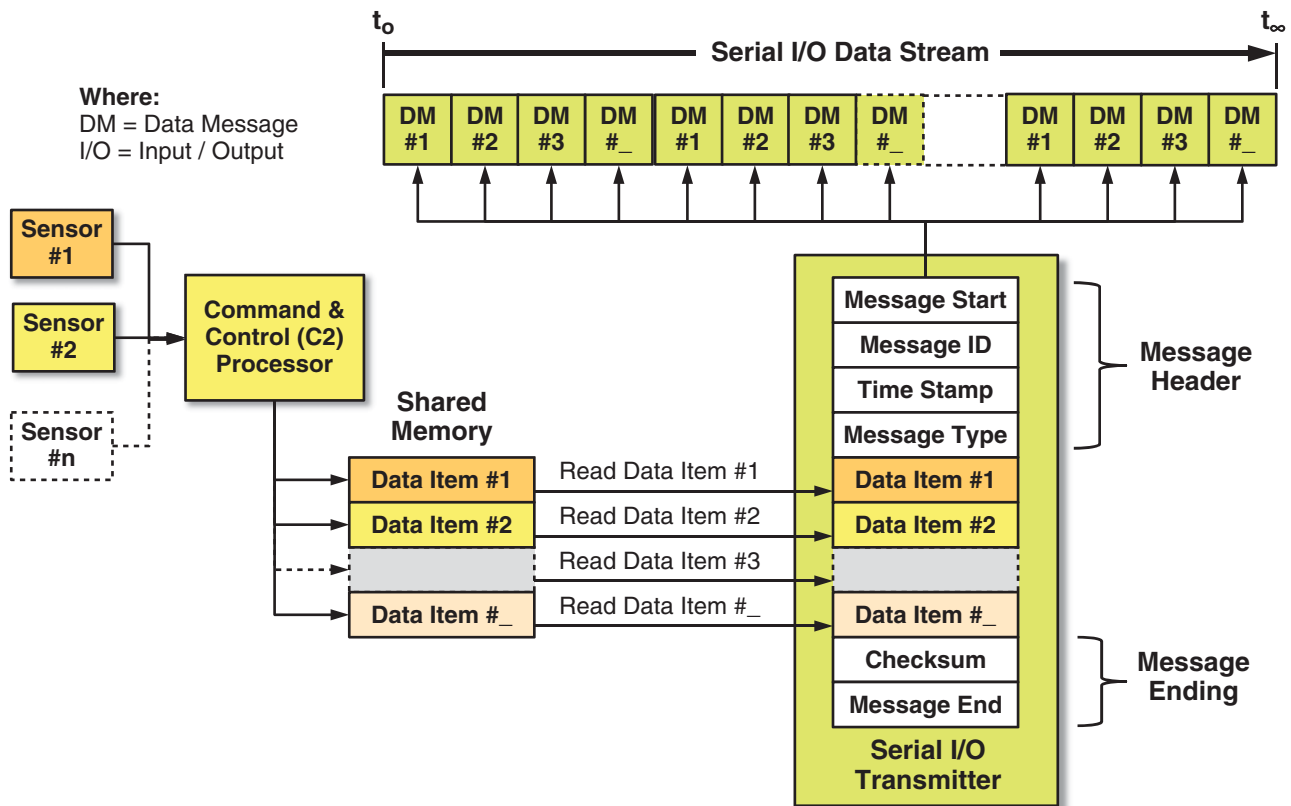 t₀
t∞
Serial I/O Data Stream
Where:
DM = Data Message
I/O = Input / Output
DM #1
DM #2
DM #3
DM #_
DM #1
DM #2
DM #3
DM #_
DM #1
DM #2
DM #3
DM #_
Sensor
#1
Sensor
#2
Sensor
#n
Command &
Control (C2)
Processor
Shared
Memory
Data Item #1
Data Item #2
Data Item #_
Read Data Item #1
Read Data Item #2
Read Data Item #3
Read Data Item #_
Message Start
Message ID
Time Stamp
Message Type
Data Item #1
Data Item #2
Data Item #_
Checksum
Message End
Serial I/O
Transmitter
Message
Header
Message
Ending